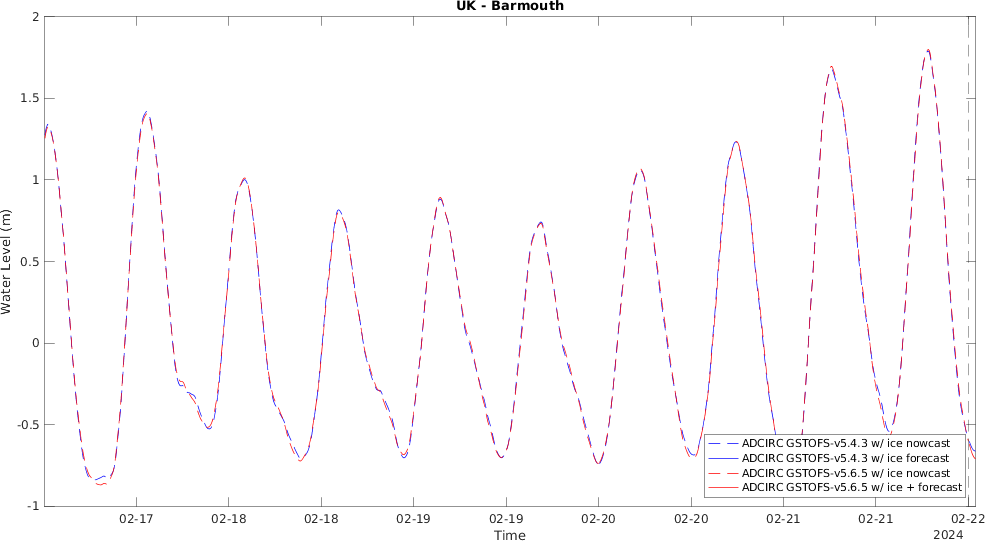 UK - Barmouth
2
1.5
1
0.5
0
-0.5
-1
Water Level (m)
ADCIRC GSTOFS-v5.4.3 w/ ice nowcast
ADCIRC GSTOFS-v5.4.3 w/ ice forecast
ADCIRC GSTOFS-v5.6.5 w/ ice nowcast
ADCIRC GSTOFS-v5.6.5 w/ ice + forecast
02-17 02-18 02-18 02-19 02-19 02-20 02-20 02-21 02-21 02-22
Time
2024